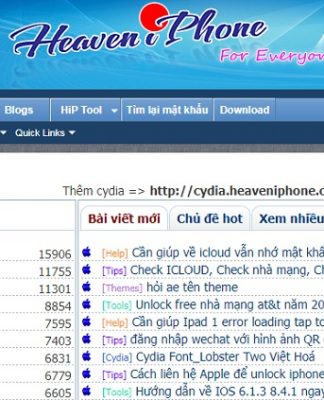 Heaven iPhone
For Everyon
Blogs HiP Tool Tìm lại mật khẩu Download
Quick Links
Thêm cydia => http://cydia.heaveniphone.c
Bài viết mới Chủ đề hot Xem nhiều
15906 [Help] Cần giúp về icloud vẫn nhớ mật khẩ
11755 [Tips] Check ICLOUD, Check nhà mạng, Ch
11301 [Themes] hỏi ae tên theme
8854 [Tools] Unlock free nhà mạng at&t năm 20
7595 [Help] Cần giúp Ipad 1 error loading tap to
7403 [Tips] đăng nhập wechat với hình ảnh QR (
6831 [Cydia] Cydia Font_Lobster Two Việt Hoá
6779 [Tips] Cách liên hệ Apple để unlock iphone
6605 [Tools] Hướng dẫn về IOS 6.1.3 8.4.1 ngay